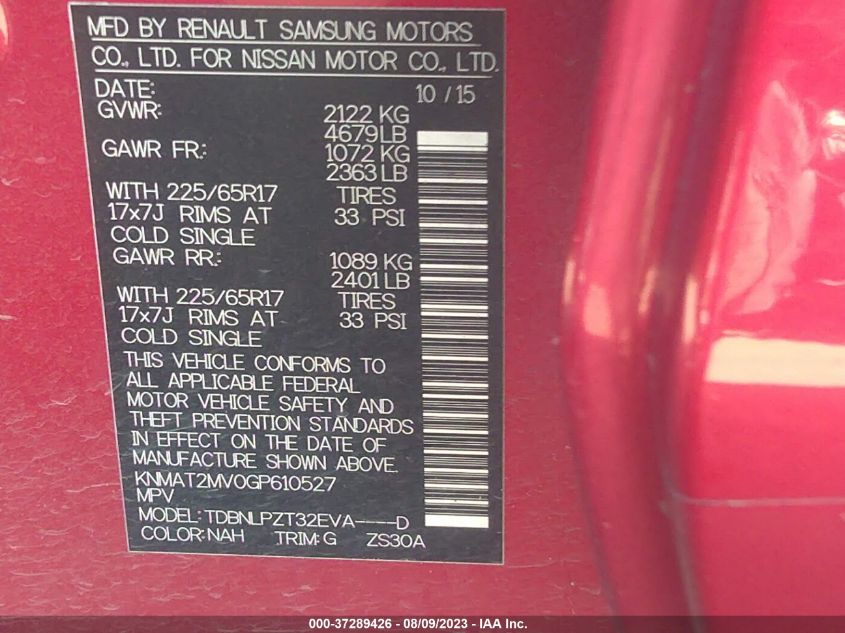 MFD BY RENAULT SAMSUNG MOTORS
CO., LTD. FOR NISSAN MOTOR CO., LTD.
DATE: 10 / 15
GVWR: 2122 KG
4679 LB
GAWR FR.: 1072 KG
2363 LB
WITH 225/65R17 TIRES
17x7J RIMS AT 33 PSI
COLD SINGLE
GAWR RR.: 1089 KG
2401 LB
WITH 225/65R17 TIRES
17x7J RIMS AT 33 PSI
COLD SINGLE
THIS VEHICLE CONFORMS TO
ALL APPLICABLE FEDERAL
MOTOR VEHICLE SAFETY AND
THEFT PREVENTION STANDARDS
IN EFFECT ON THE DATE OF
MANUFACTURE SHOWN ABOVE.
KNMAT2MV0GP610527
MPV
MODEL: TDBNLPZT32EVA----D
COLOR: NAH TRIM: G ZS30A
000-37289426 - 08/09/2023 - IAA Inc.